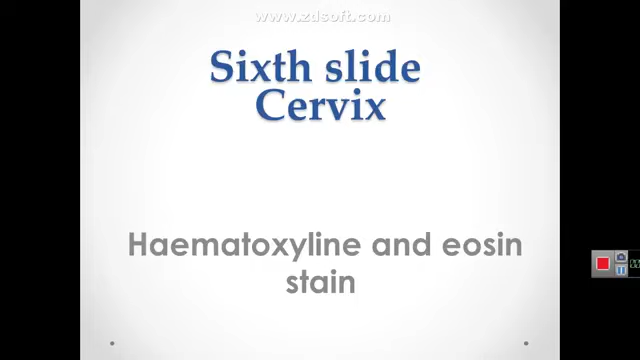 www.zdsoft.com
Sixth slide
Cervix
Haematoxyline and eosin
stain